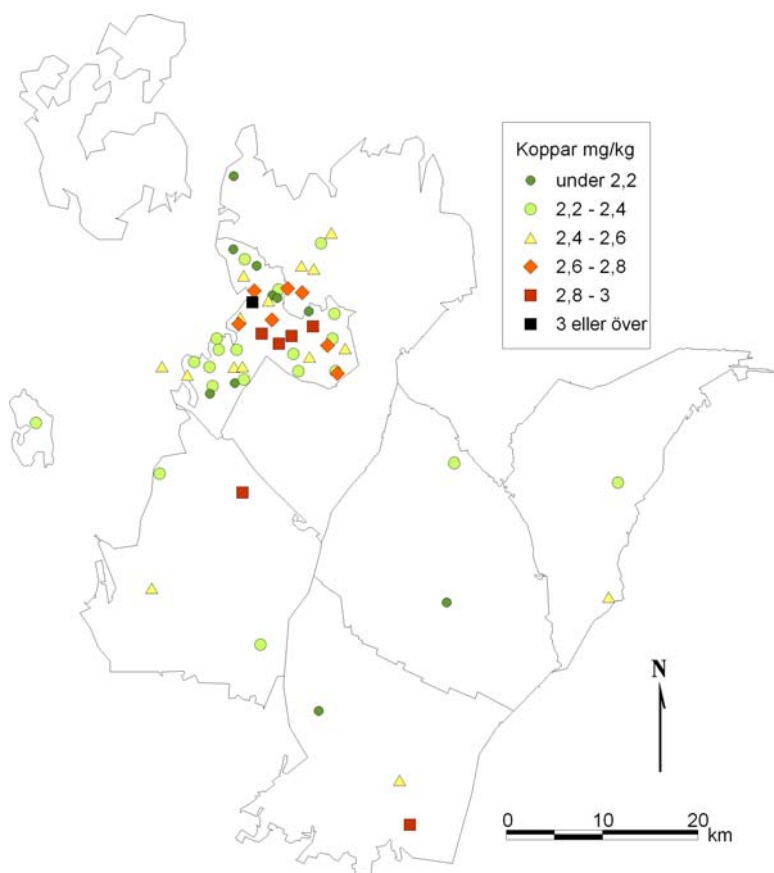 Koppar mg/kg
under 2,2
2,2 - 2,4
2,4 - 2,6
2,6 - 2,8
2,8 - 3
3 eller över
N
0 10 20
km